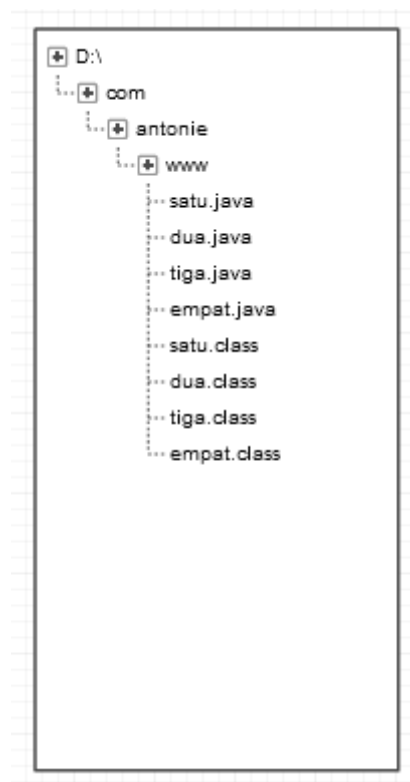 D:\
com
antonie
www
satu.java
dua.java
tiga.java
empat.java
satu.class
dua.class
tiga.class
empat.class